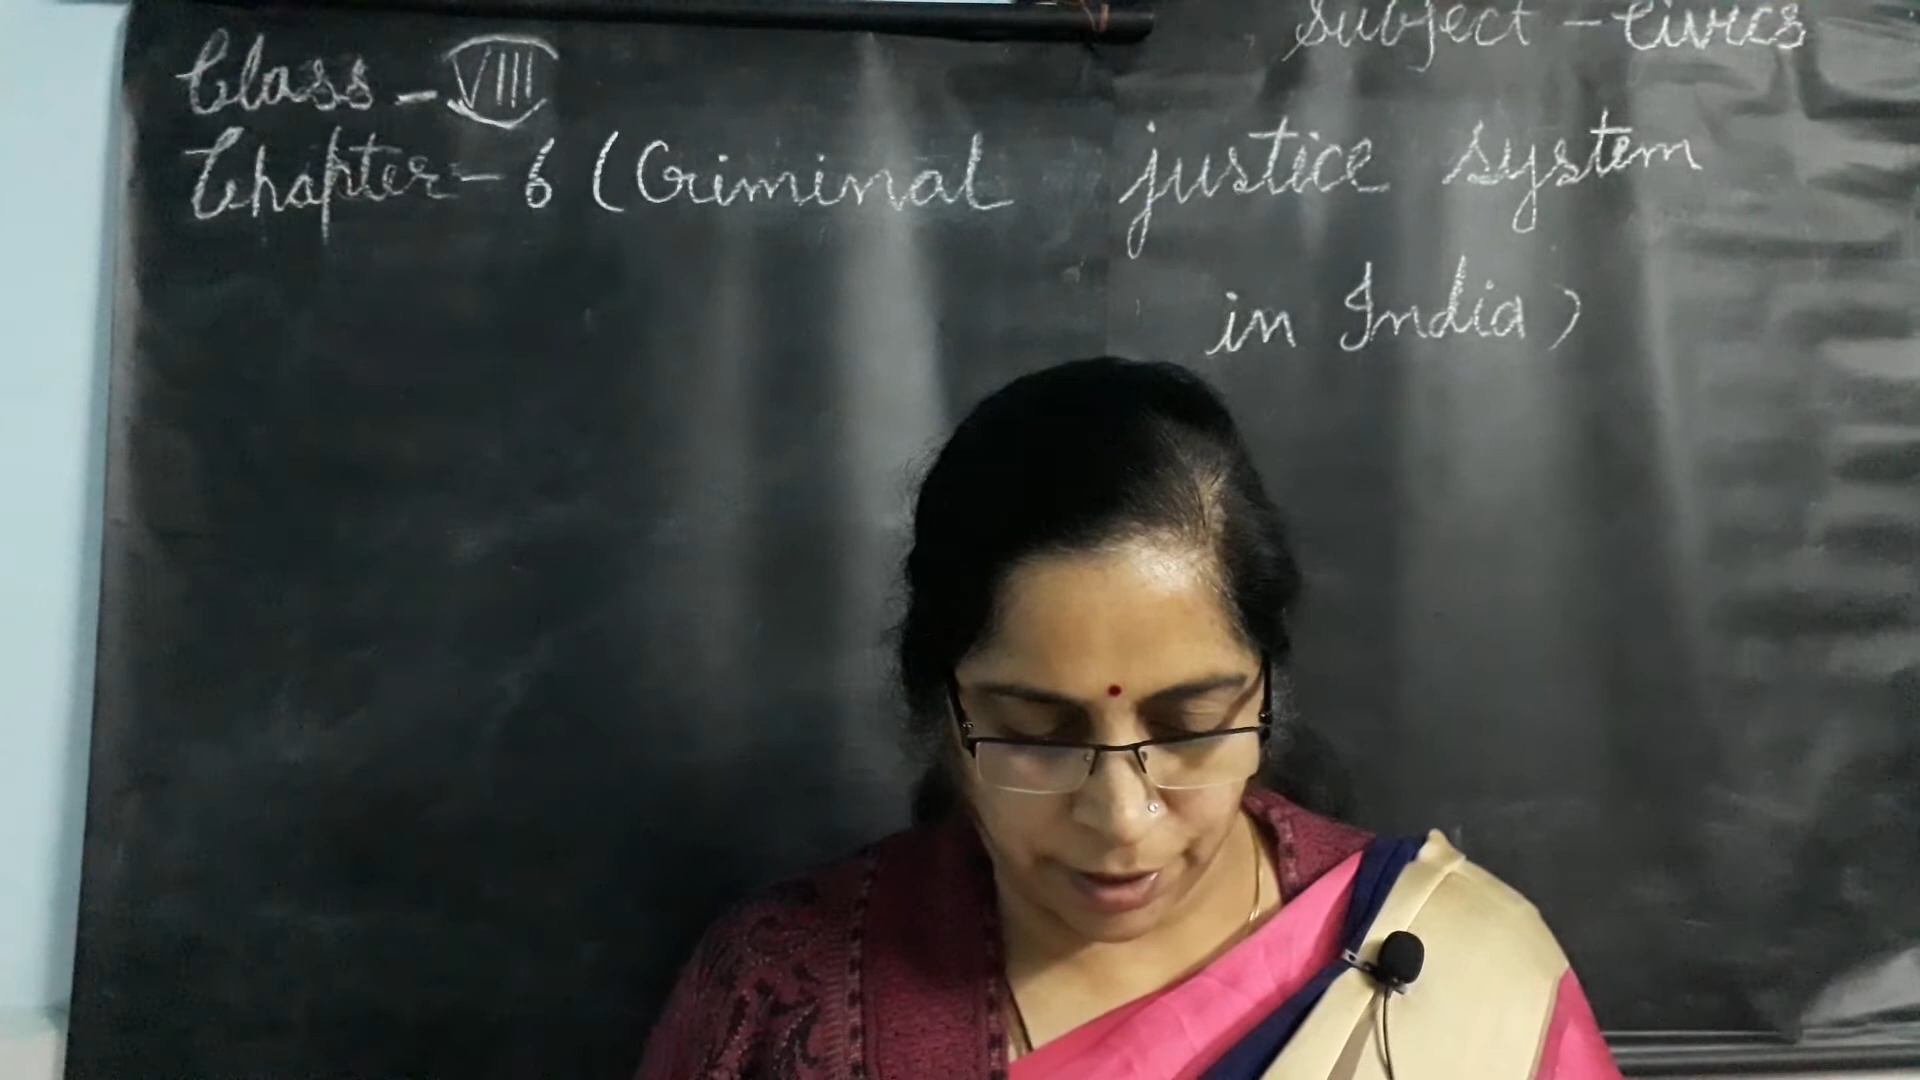 Subject - Civics
Class - VIII
Chapter - 6 (Criminal justice system
in India)